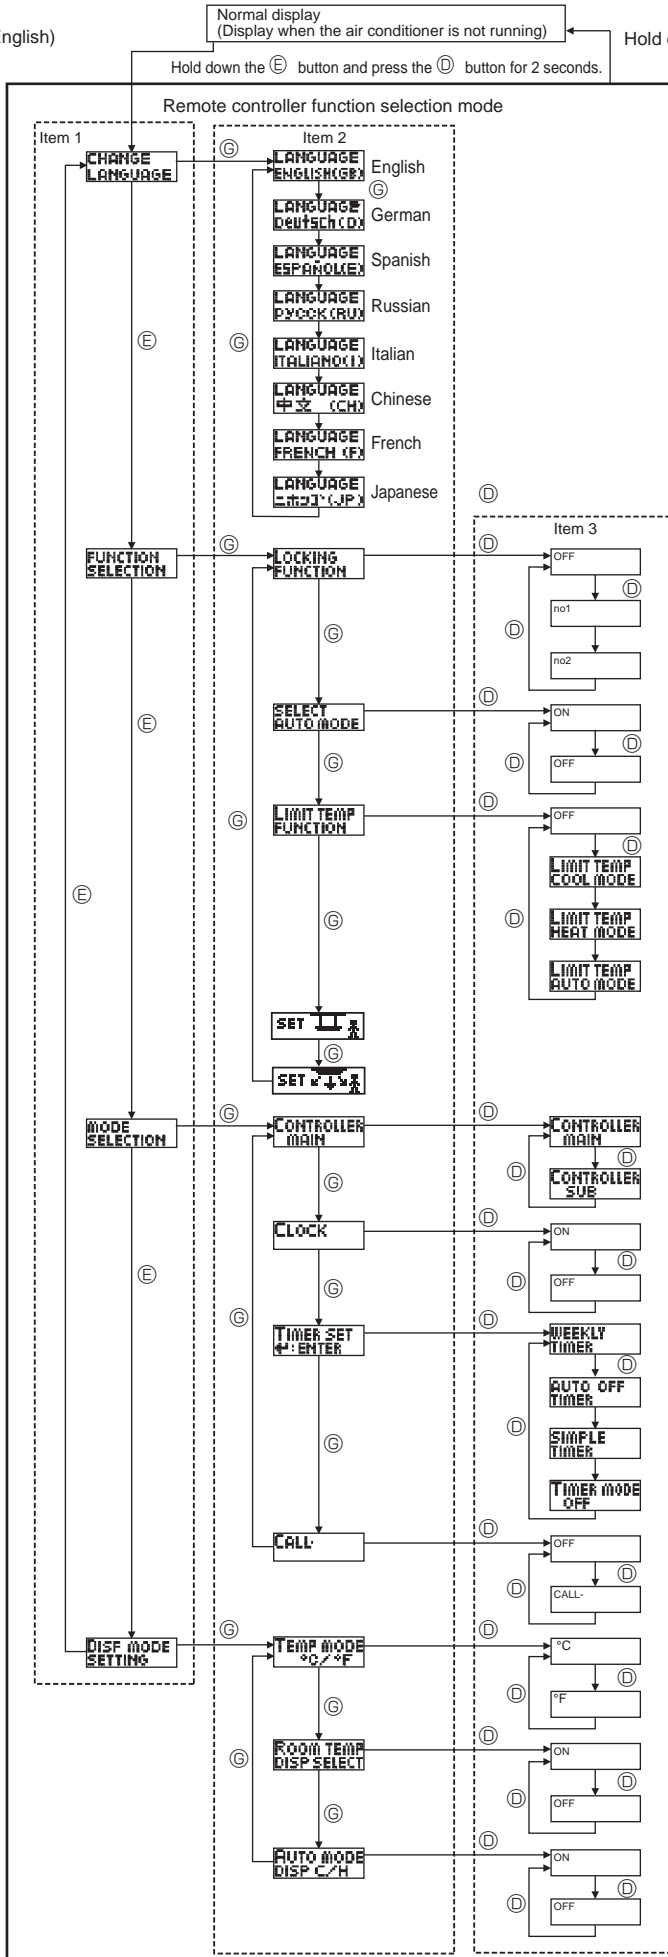 nglish)
Normal display
(Display when the air conditioner is not running)
Hold
Hold down the Ⓔ button and press the Ⓓ button for 2 seconds.
Remote controller function selection mode
Item 1
Item 2
CHANGE
LANGUAGE
Ⓖ
LANGUAGE
ENGLISH(GB)
English
Ⓖ
LANGUAGE
Deutsch(D)
German
LANGUAGE
ESPAÑOL(E)
Spanish
LANGUAGE
РУССК(RU)
Russian
Ⓔ
Ⓖ
LANGUAGE
ITALIANO(I)
Italian
LANGUAGE
中文 (CH)
Chinese
LANGUAGE
FRENCH (F)
French
LANGUAGE
ニホンゴ(JP)
Japanese
Ⓓ
Item 3
FUNCTION
SELECTION
Ⓖ
LOCKING
FUNCTION
Ⓓ
OFF
Ⓓ
no1
Ⓖ
Ⓓ
no2
Ⓔ
SELECT
AUTO MODE
Ⓓ
ON
Ⓓ
Ⓖ
Ⓓ
OFF
Ⓖ
LIMIT TEMP
FUNCTION
Ⓓ
OFF
Ⓓ
LIMIT TEMP
COOL MODE
Ⓔ
Ⓖ
Ⓓ
LIMIT TEMP
HEAT MODE
LIMIT TEMP
AUTO MODE
SET
Ⓖ
SET
MODE
SELECTION
Ⓖ
CONTROLLER
MAIN
Ⓓ
CONTROLLER
MAIN
Ⓓ
Ⓖ
Ⓓ
CONTROLLER
SUB
CLOCK
Ⓓ
ON
Ⓓ
Ⓔ
Ⓖ
Ⓓ
OFF
Ⓖ
TIMER SET
↵:ENTER
Ⓓ
WEEKLY
TIMER
Ⓓ
AUTO OFF
TIMER
Ⓖ
Ⓓ
SIMPLE
TIMER
TIMER MODE
OFF
CALL-
Ⓓ
OFF
Ⓓ
Ⓓ
CALL-
DISP MODE
SETTING
Ⓖ
TEMP MODE
°C/°F
Ⓓ
°C
Ⓓ
Ⓖ
Ⓓ
°F
Ⓖ
ROOM TEMP
DISP SELECT
Ⓓ
ON
Ⓓ
Ⓖ
Ⓓ
OFF
AUTO MODE
DISP C/H
Ⓓ
ON
Ⓓ
Ⓓ
OFF